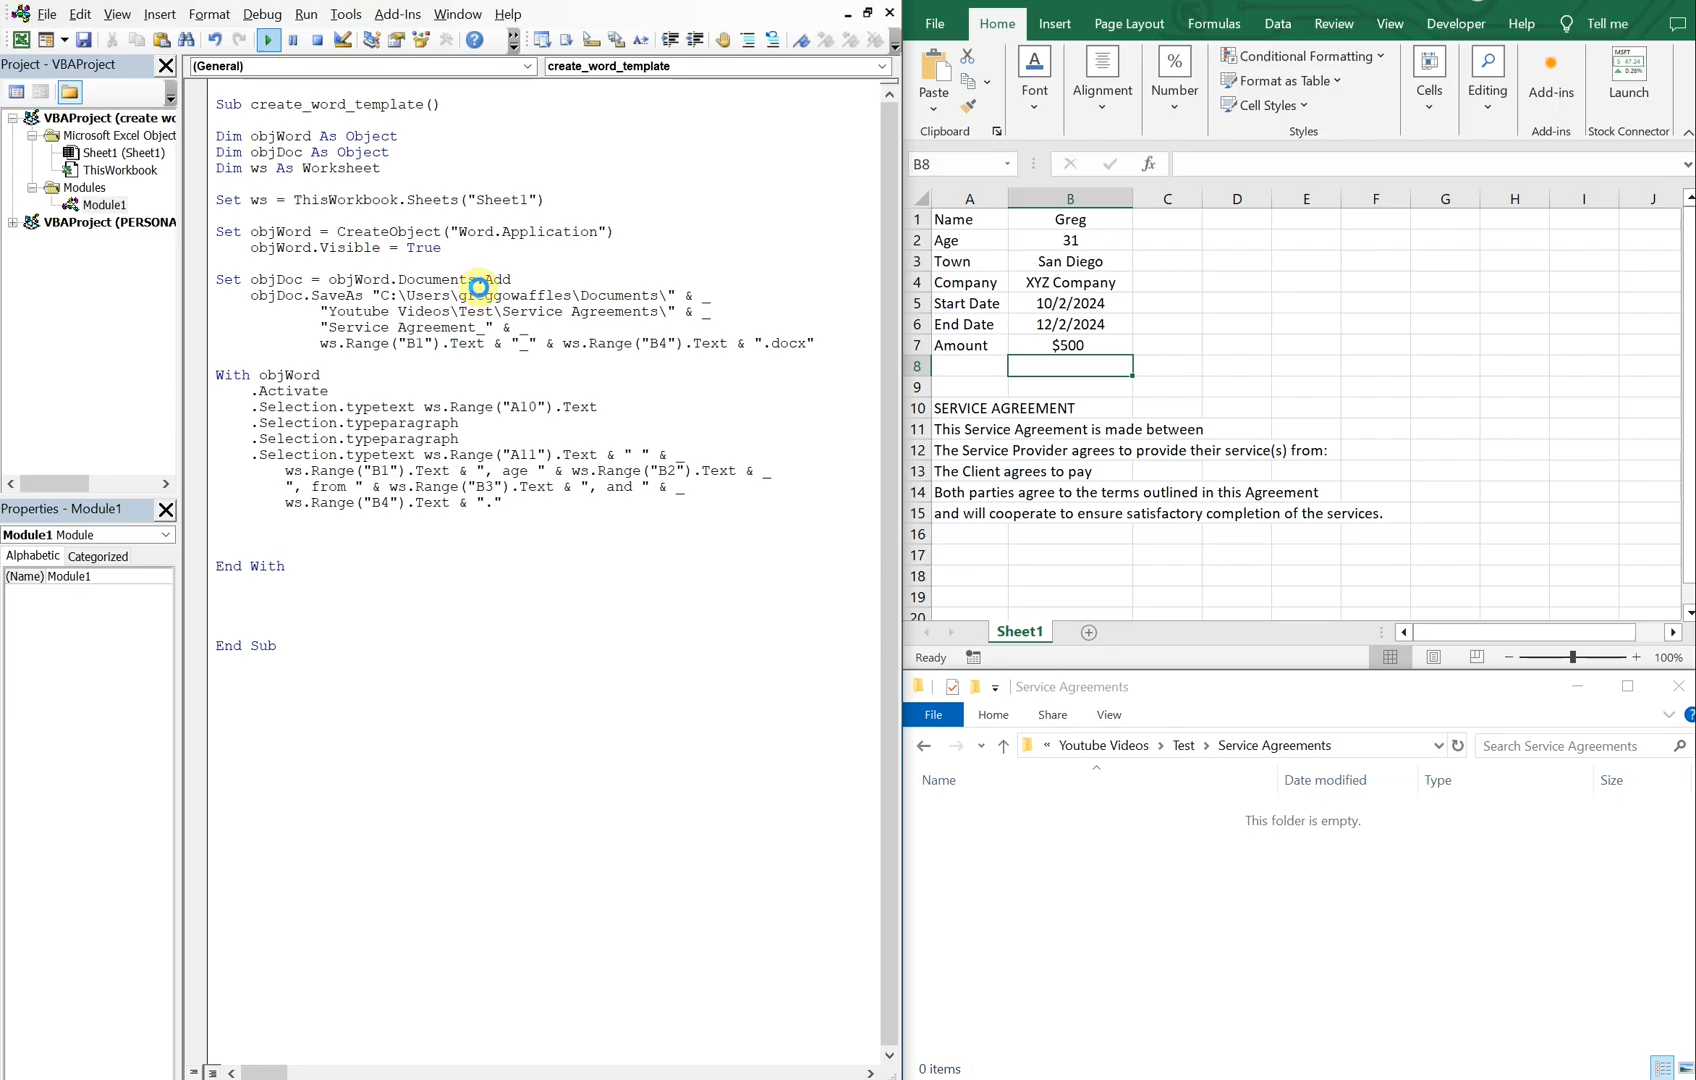 File Edit View Insert Format Debug Run Tools Add-Ins Window Help
Project - VBAProject
(General)
create_word_template
VBAProject (create wo
Microsoft Excel Object
Sheet1 (Sheet1)
ThisWorkbook
Modules
Module1
VBAProject (PERSONA
Properties - Module1
Module1 Module
Alphabetic Categorized
(Name) Module1
Sub create_word_template()
Dim objWord As Object
Dim objDoc As Object
Dim ws As Worksheet
Set ws = ThisWorkbook.Sheets("Sheet1")
Set objWord = CreateObject("Word.Application")
objWord.Visible = True
Set objDoc = objWord.Documents.Add
objDoc.SaveAs "C:\Users\greggowaffles\Documents\" & _
"Youtube Videos\Test\Service Agreements\" & _
"Service Agreement_" & _
ws.Range("B1").Text & "_" & ws.Range("B4").Text & ".docx"
With objWord
.Activate
.Selection.typetext ws.Range("A10").Text
.Selection.typeparagraph
.Selection.typeparagraph
.Selection.typetext ws.Range("A11").Text & " " & _
ws.Range("B1").Text & ", age " & ws.Range("B2").Text & _
", from " & ws.Range("B3").Text & ", and " & _
ws.Range("B4").Text & "."
End With
End Sub
File Home Insert Page Layout Formulas Data Review View Developer Help Tell me
Paste
Clipboard
Font
Alignment
%
Number
Conditional Formatting
Format as Table
Cell Styles
Styles
Cells
Editing
Add-ins
Add-ins
MSFT
$ 47.24
0.26%
Launch
Stock Connector
B8
fx
A B C D E F G H I J
1 Name Greg
2 Age 31
3 Town San Diego
4 Company XYZ Company
5 Start Date 10/2/2024
6 End Date 12/2/2024
7 Amount $500
8
9
10 SERVICE AGREEMENT
11 This Service Agreement is made between
12 The Service Provider agrees to provide their service(s) from:
13 The Client agrees to pay
14 Both parties agree to the terms outlined in this Agreement
15 and will cooperate to ensure satisfactory completion of the services.
16
17
18
19
20
Sheet1
Ready
100%
Service Agreements
File Home Share View
« Youtube Videos > Test > Service Agreements
Search Service Agreements
Name Date modified Type Size
This folder is empty.
0 items